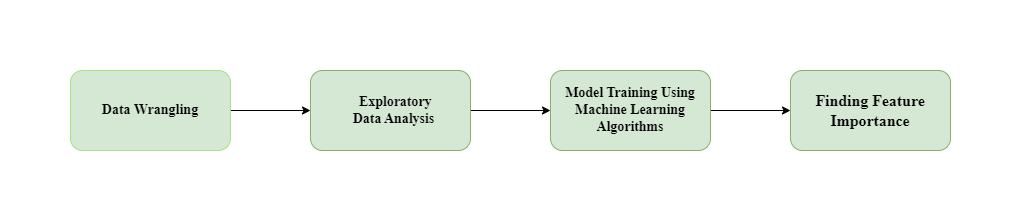 Data Wrangling
Exploratory
Data Analysis
Model Training Using
Machine Learning
Algorithms
Finding Feature
Importance